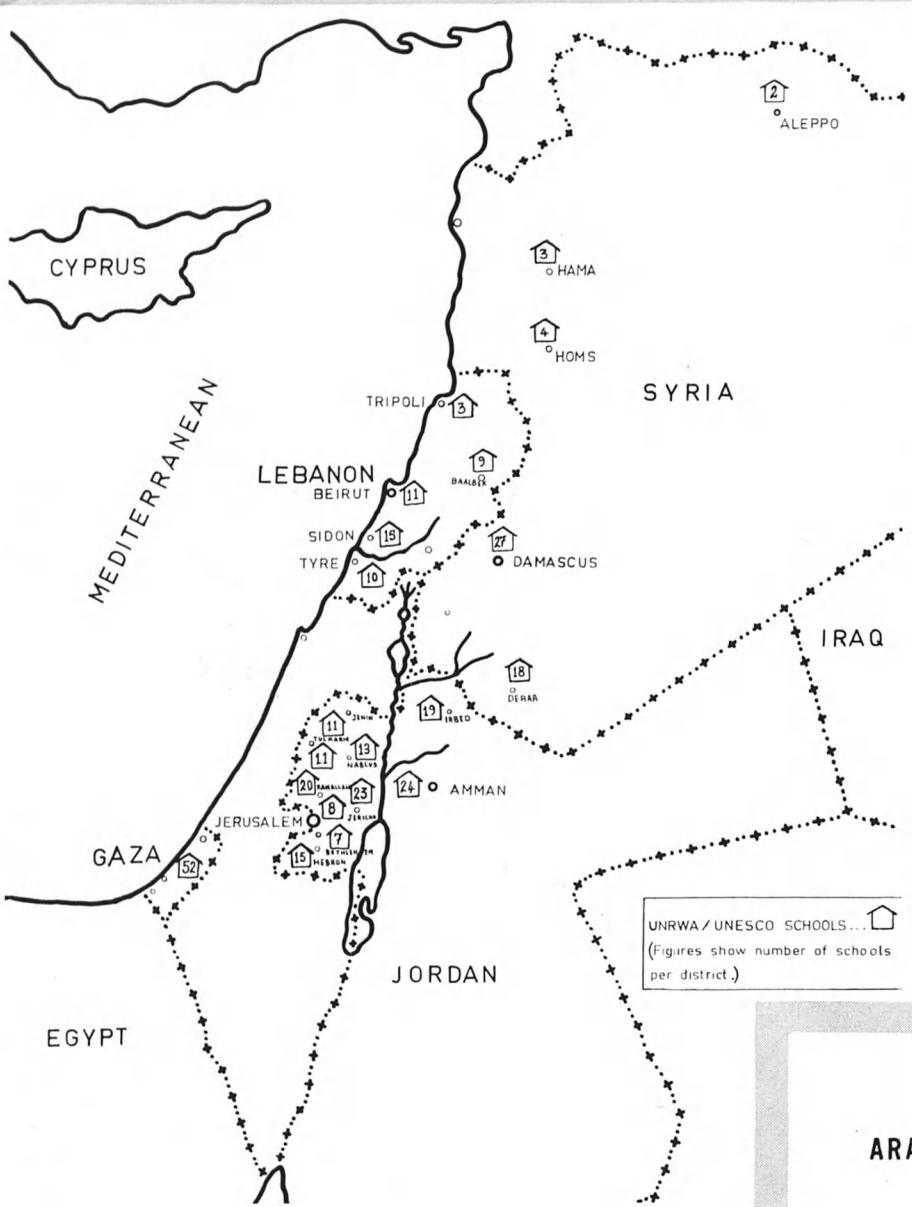 2
ALEPPO
CYPRUS
3
HAMA
4
HOMS
SYRIA
MEDITERRANEAN
TRIPOLI
3
9
BAALBEK
LEBANON
BEIRUT
11
SIDON
15
TYRE
10
27
DAMASCUS
IRAQ
18
DERAA
19
IRBED
11
JENIN
TULKARM
11
13
NABLUS
20
RAMALLAH
23
JERICHO
24
AMMAN
8
JERUSALEM
7
BETHLEHEM
15
HEBRON
GAZA
52
UNRWA/UNESCO SCHOOLS...
(Figures show number of schools
per district.)
JORDAN
EGYPT
ARA